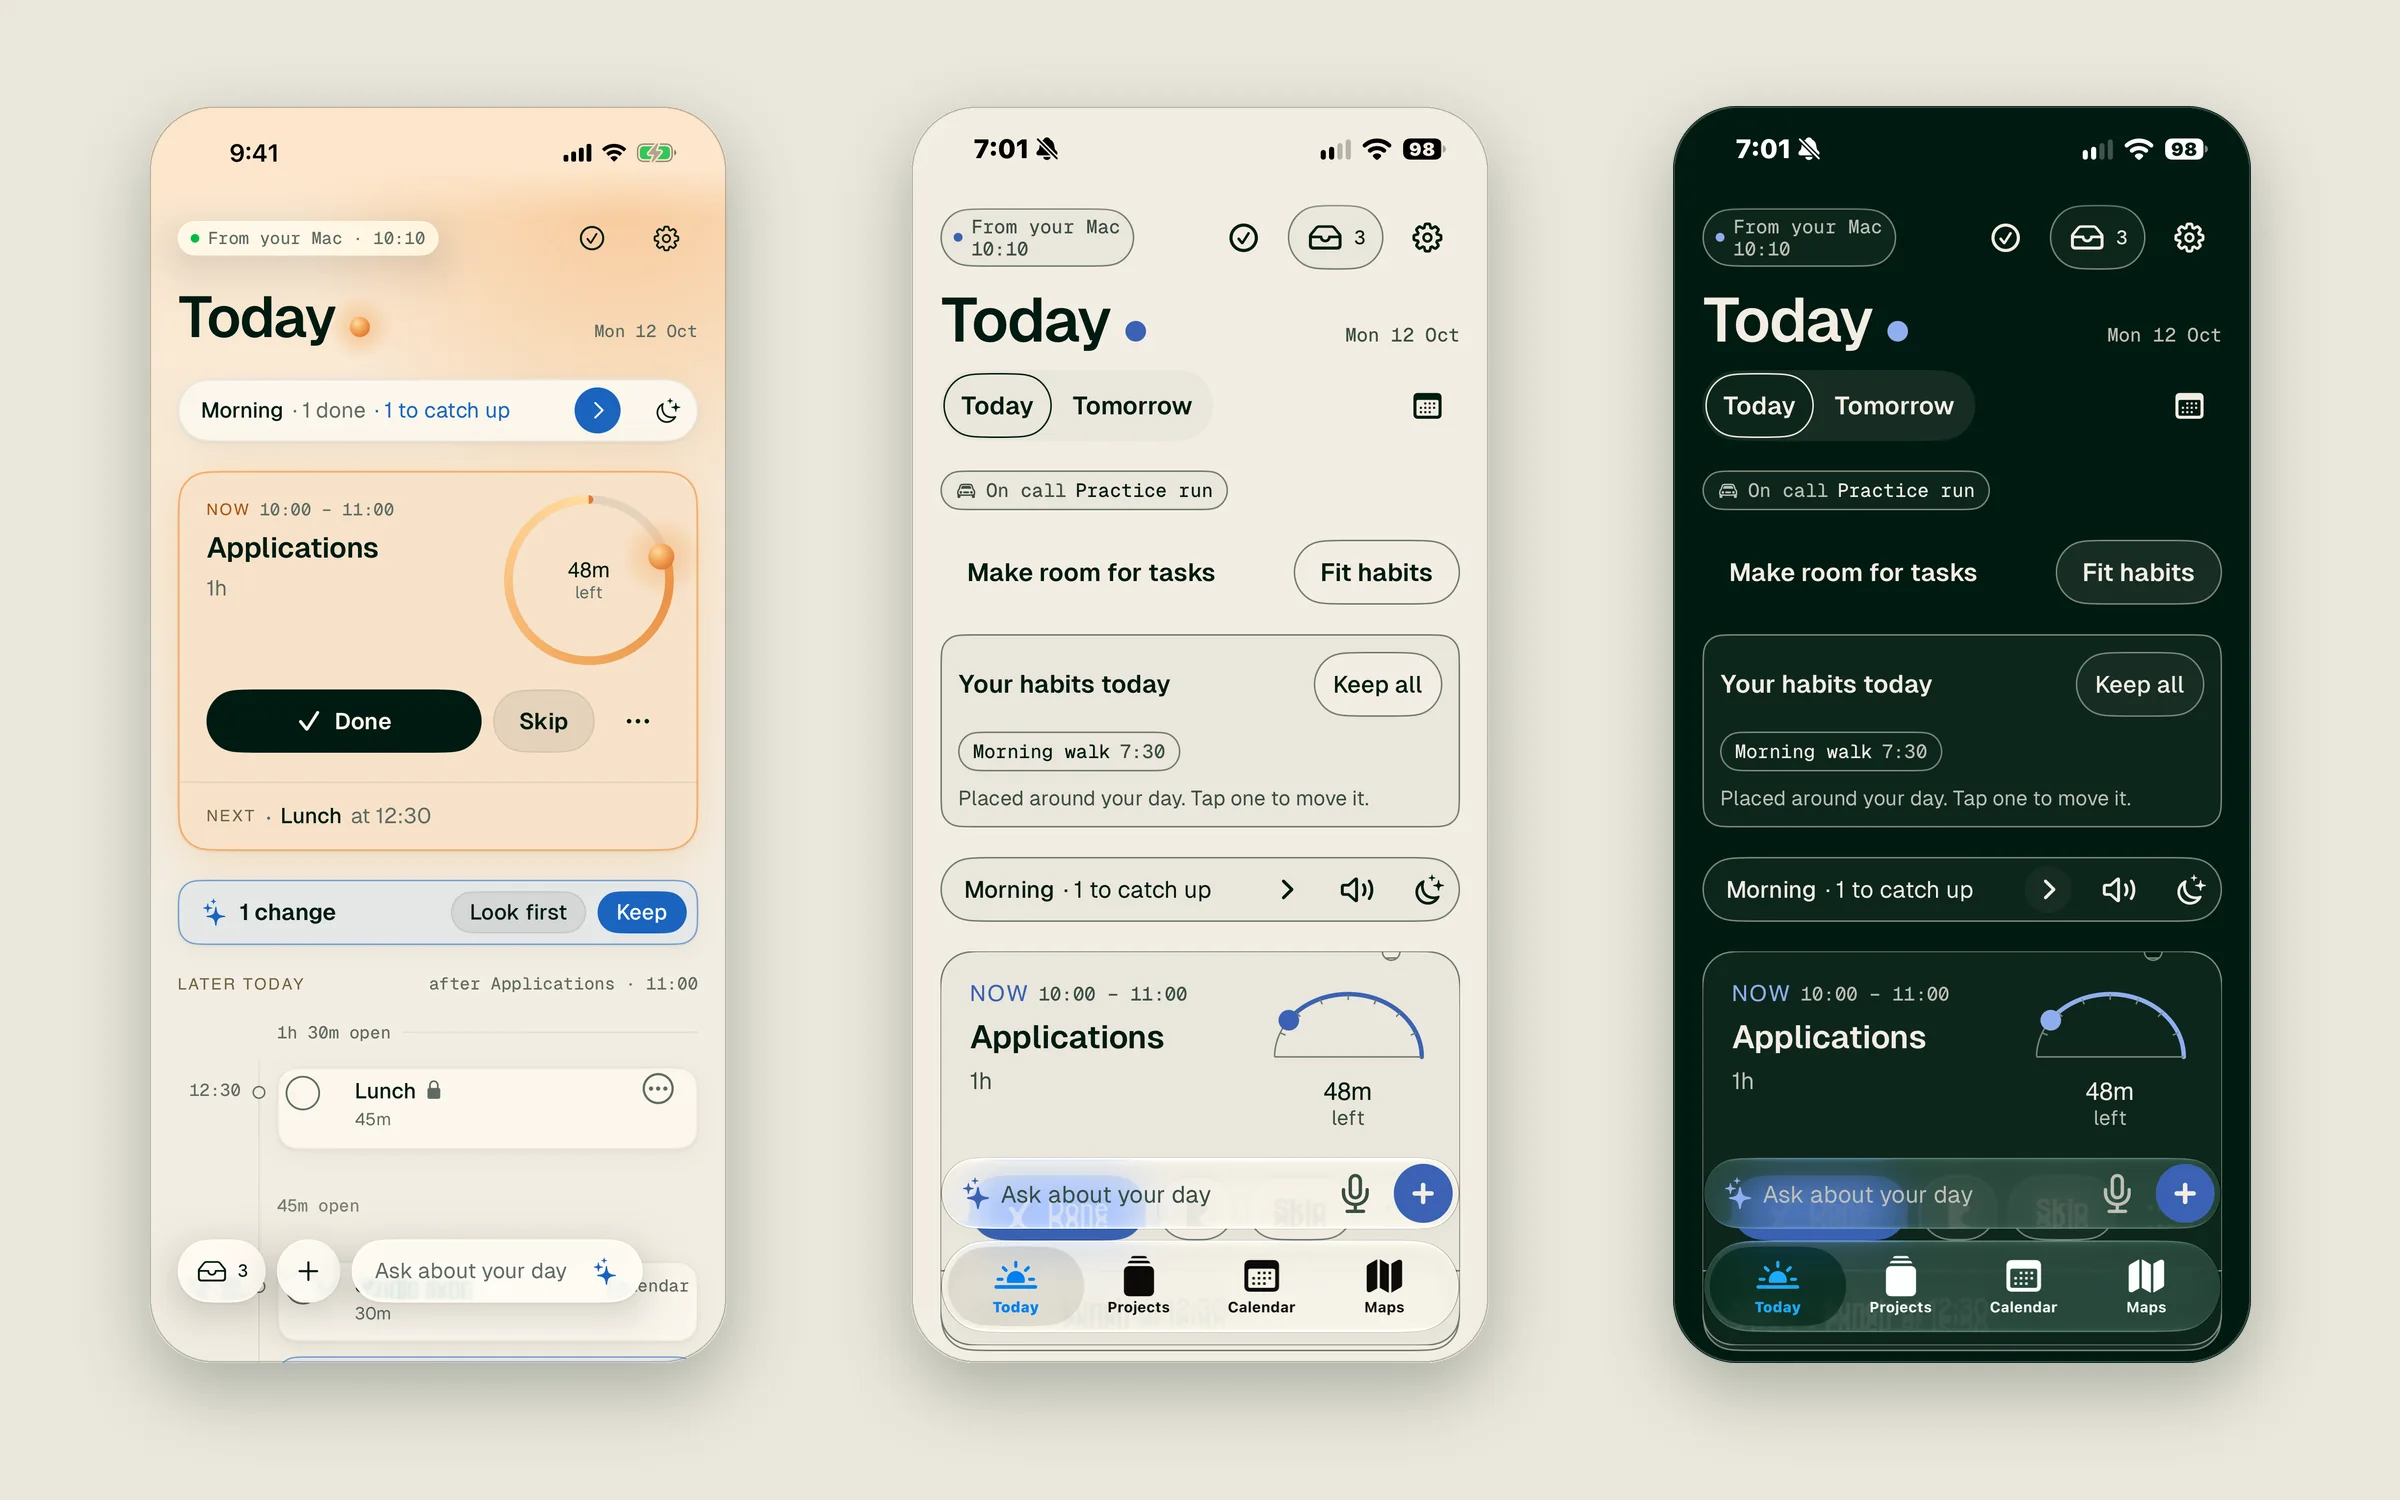 9:41
From your Mac · 10:10
Today
Mon 12 Oct
Morning · 1 done · 1 to catch up
NOW 10:00 – 11:00
Applications
1h
48m
left
Done
Skip
NEXT · Lunch at 12:30
1 change
Look first
Keep
LATER TODAY
after Applications · 11:00
1h 30m open
12:30
Lunch
45m
45m open
3
Ask about your day
endar
30m
7:01
98
From your Mac
10:10
3
Today
Mon 12 Oct
Today
Tomorrow
On call Practice run
Make room for tasks
Fit habits
Your habits today
Keep all
Morning walk 7:30
Placed around your day. Tap one to move it.
Morning · 1 to catch up
NOW 10:00 – 11:00
Applications
1h
48m
left
Ask about your day
Done
Skip
Today
Projects
Calendar
Maps
7:01
98
From your Mac
10:10
3
Today
Mon 12 Oct
Today
Tomorrow
On call Practice run
Make room for tasks
Fit habits
Your habits today
Keep all
Morning walk 7:30
Placed around your day. Tap one to move it.
Morning · 1 to catch up
NOW 10:00 – 11:00
Applications
1h
48m
left
Ask about your day
Skip
Today
Projects
Calendar
Maps